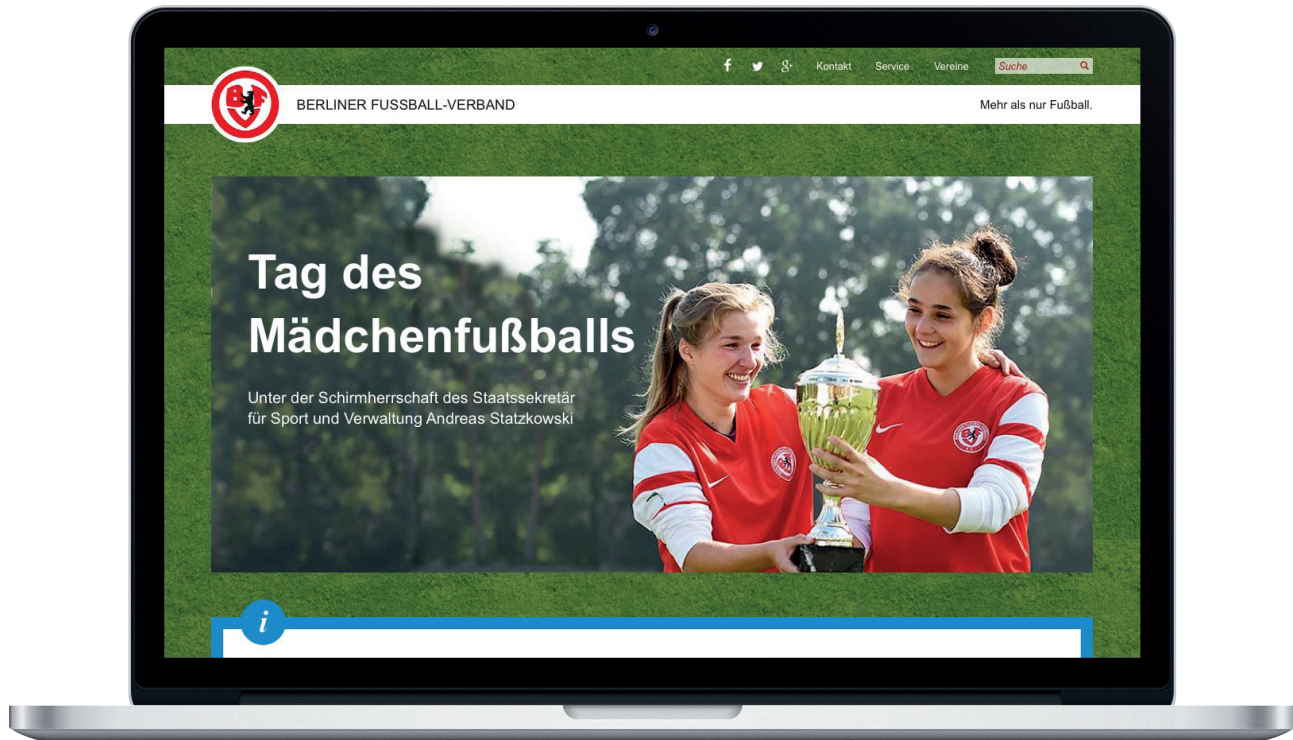 Kontakt Service Vereine Suche
BFV
BERLINER FUSSBALL-VERBAND Mehr als nur Fußball.
Tag des
Mädchenfußballs
Unter der Schirmherrschaft des Staatssekretär
für Sport und Verwaltung Andreas Statzkowski
i